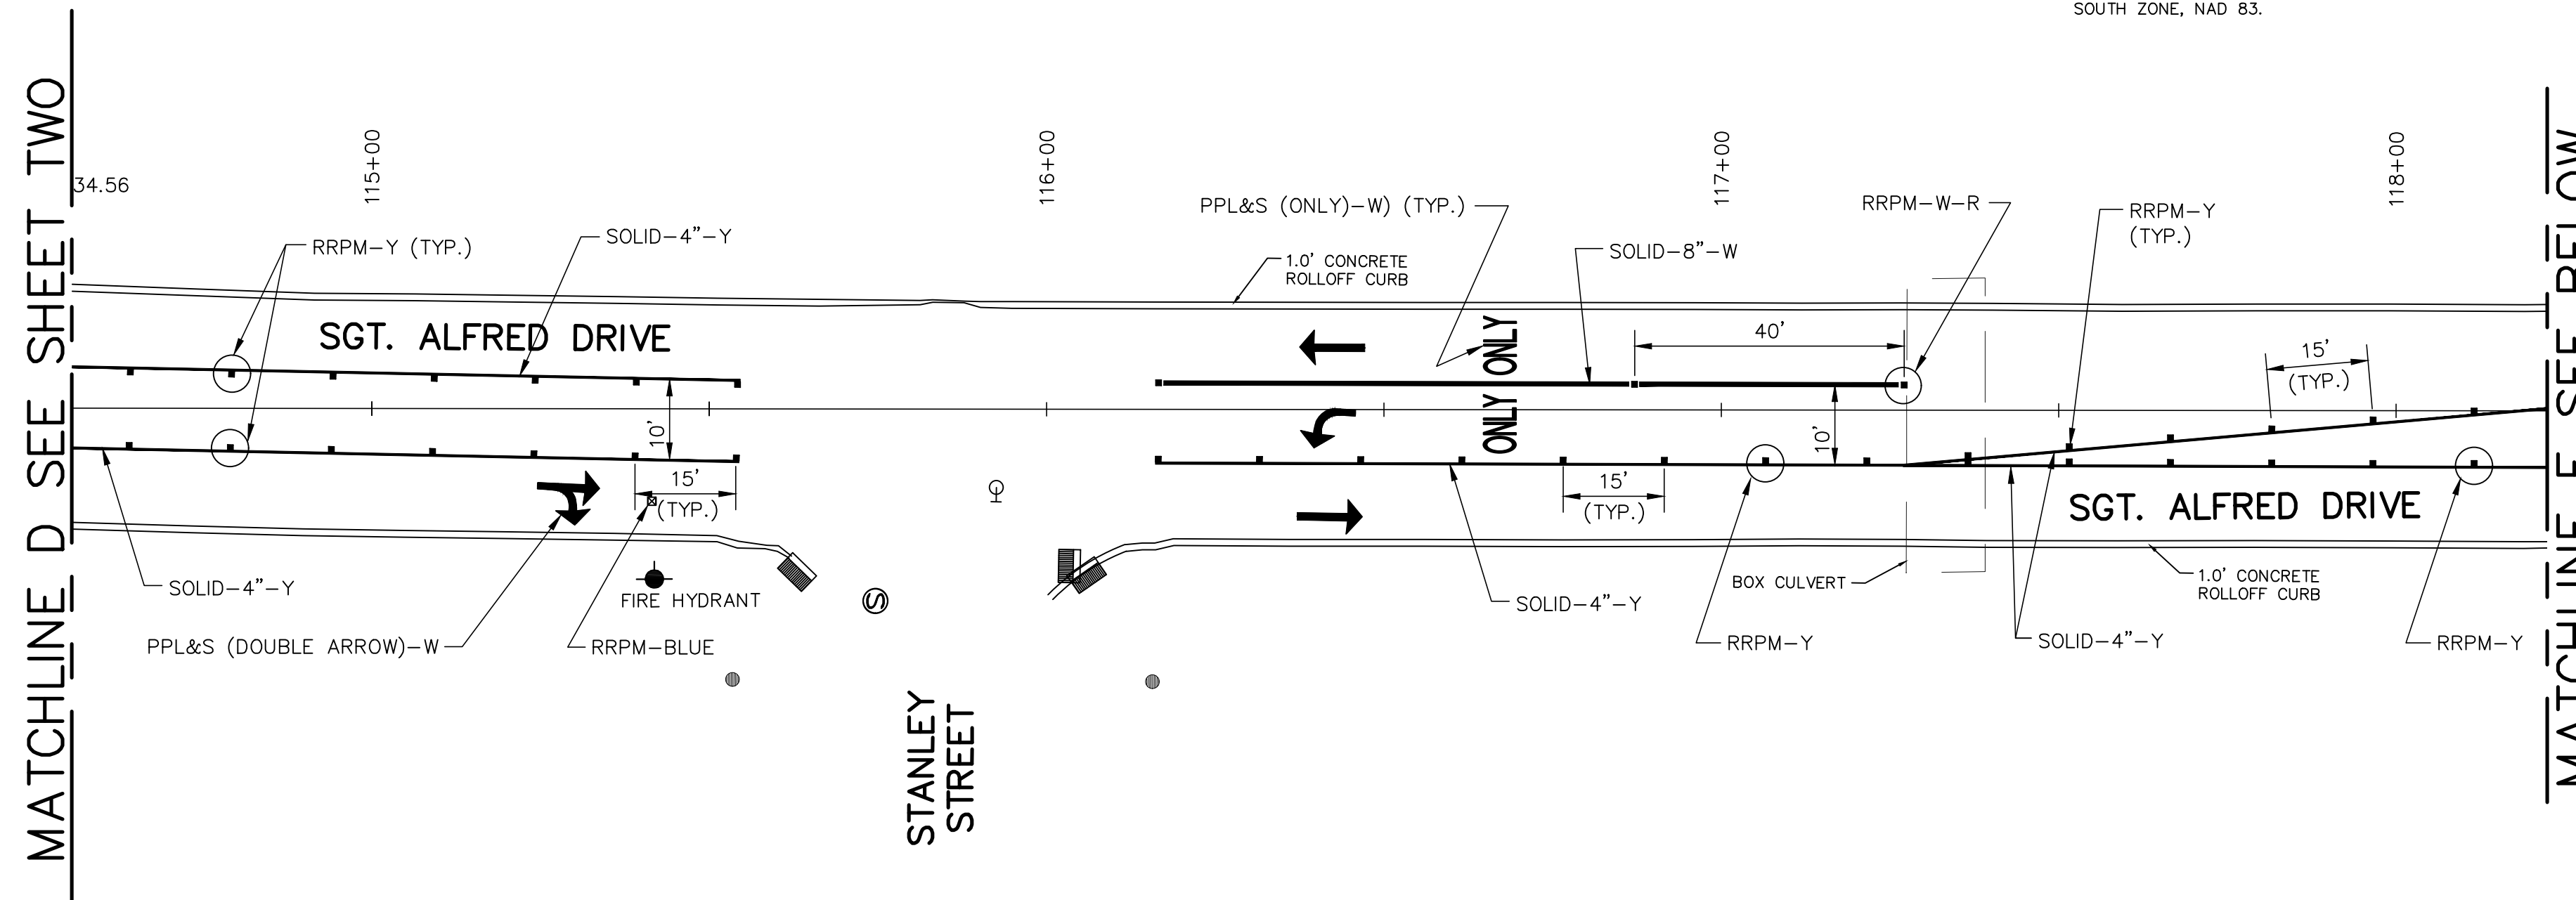 SOUTH ZONE, NAD 83.
MATCHLINE D SEE SHEET TWO
34.56
115+00
116+00
117+00
118+00
RRPM-Y (TYP.)
SOLID-4"-Y
PPL&S (ONLY)-W) (TYP.)
RRPM-W-R
RRPM-Y
(TYP.)
1.0' CONCRETE
ROLLOFF CURB
SOLID-8"-W
SGT. ALFRED DRIVE
40'
15'
(TYP.)
ONLY
ONLY
10'
10'
15'
(TYP.)
15'
(TYP.)
SGT. ALFRED DRIVE
SOLID-4"-Y
FIRE HYDRANT
S
PPL&S (DOUBLE ARROW)-W
RRPM-BLUE
SOLID-4"-Y
BOX CULVERT
RRPM-Y
SOLID-4"-Y
1.0' CONCRETE
ROLLOFF CURB
RRPM-Y
STANLEY
STREET
MATCHLINE E SEE BELOW